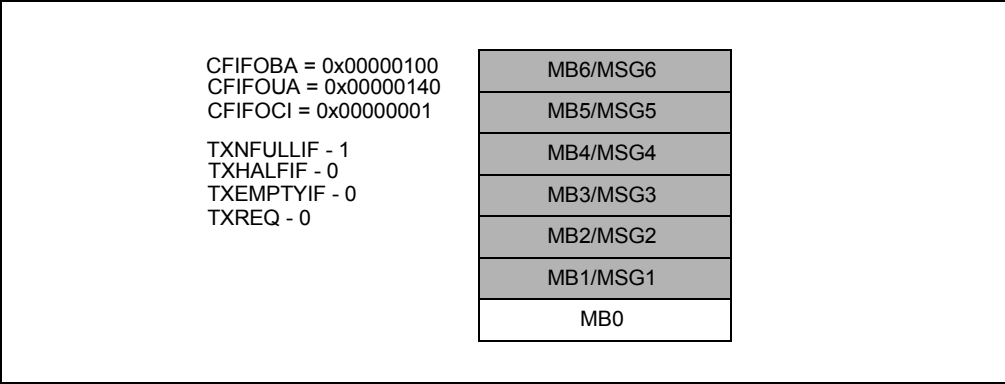 CFIFOBA = 0x00000100
CFIFOUA = 0x00000140
CFIFOCI = 0x00000001
TXNFULLIF - 1
TXHALFIF - 0
TXEMPTYIF - 0
TXREQ - 0
MB6/MSG6
MB5/MSG5
MB4/MSG4
MB3/MSG3
MB2/MSG2
MB1/MSG1
MB0